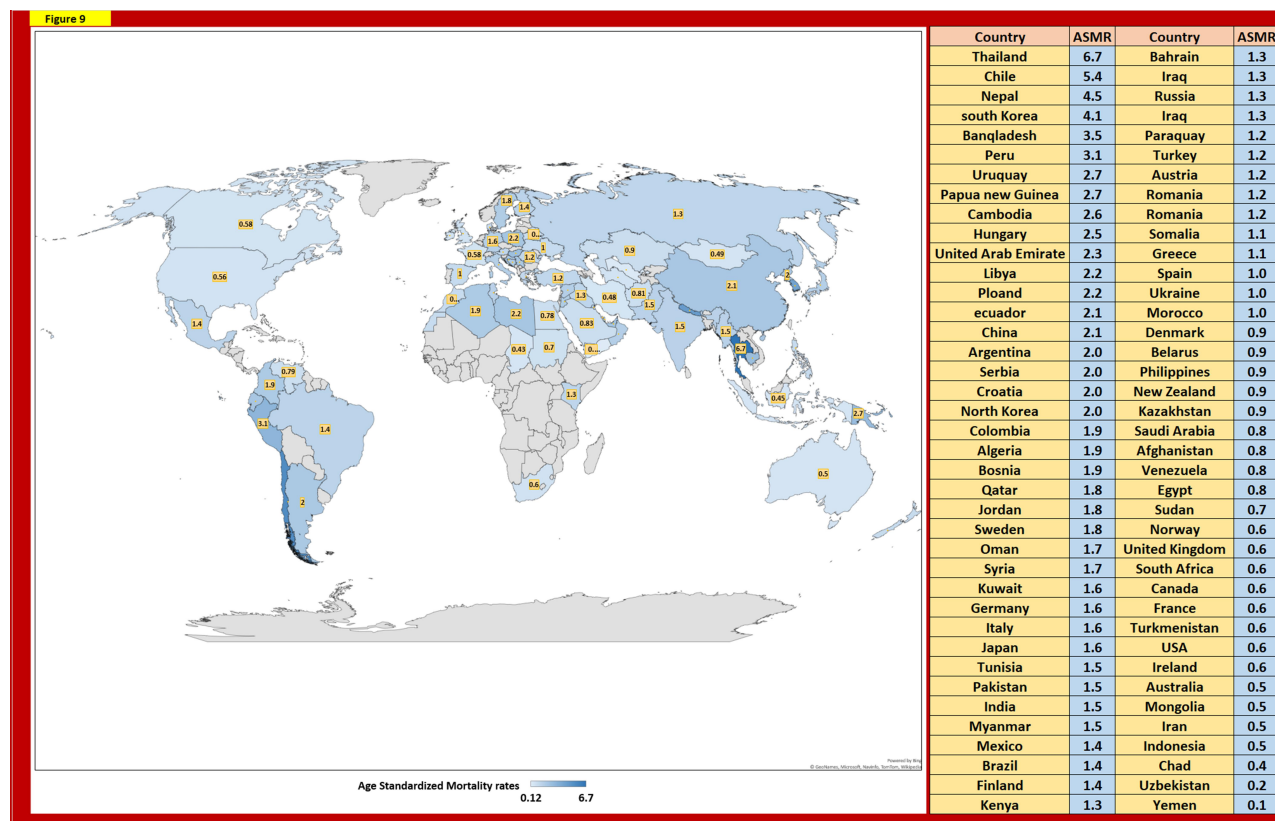 Figure 9
Country ASMR Country ASMR
Thailand 6.7 Bahrain 1.3
Chile 5.4 Iraq 1.3
Nepal 4.5 Russia 1.3
south Korea 4.1 Iraq 1.3
Bangladesh 3.5 Paraquay 1.2
Peru 3.1 Turkey 1.2
Uruquay 2.7 Austria 1.2
Papua new Guinea 2.7 Romania 1.2
Cambodia 2.6 Romania 1.2
Hungary 2.5 Somalia 1.1
United Arab Emirate 2.3 Greece 1.1
Libya 2.2 Spain 1.0
Ploand 2.2 Ukraine 1.0
ecuador 2.1 Morocco 1.0
China 2.1 Denmark 0.9
Argentina 2.0 Belarus 0.9
Serbia 2.0 Philippines 0.9
Croatia 2.0 New Zealand 0.9
North Korea 2.0 Kazakhstan 0.9
Colombia 1.9 Saudi Arabia 0.8
Algeria 1.9 Afghanistan 0.8
Bosnia 1.9 Venezuela 0.8
Qatar 1.8 Egypt 0.8
Jordan 1.8 Sudan 0.7
Sweden 1.8 Norway 0.6
Oman 1.7 United Kingdom 0.6
Syria 1.7 South Africa 0.6
Kuwait 1.6 Canada 0.6
Germany 1.6 France 0.6
Italy 1.6 Turkmenistan 0.6
Japan 1.6 USA 0.6
Tunisia 1.5 Ireland 0.6
Pakistan 1.5 Australia 0.5
India 1.5 Mongolia 0.5
Myanmar 1.5 Iran 0.5
Mexico 1.4 Indonesia 0.5
Brazil 1.4 Chad 0.4
Finland 1.4 Uzbekistan 0.2
Kenya 1.3 Yemen 0.1
1.8
1.4
0.58
1.3
1.6
2.2
0...
1
0.58
1.2
0.9
0.49
0.56
1
1.2
2
2.1
0...
1.9
2.2
0.78
1.3
0.48
0.81
1.5
1.4
0.83
1.5
1.5
6.7
0.43
0.7
0....
0.79
1.9
1.3
0.45
2.7
3.1
1.4
0.5
0.6
2
Powered by Bing
© GeoNames, Microsoft, Navinfo, TomTom, Wikipedia
Age Standardized Mortality rates
0.12 6.7